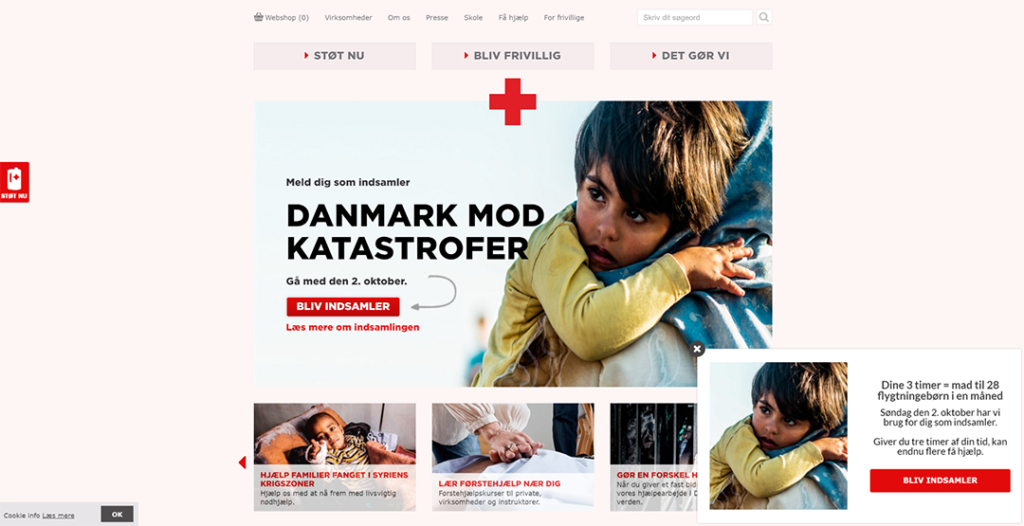 Webshop (0) Virksomheder Om os Presse Skole Få hjælp For frivillige Skriv dit søgeord
STØT NU BLIV FRIVILLIG DET GØR VI
STØT NU
Meld dig som indsamler
DANMARK MOD
KATASTROFER
Gå med den 2. oktober.
BLIV INDSAMLER
Læs mere om indsamlingen
HJÆLP FAMILIER FANGET I SYRIENS
KRIGSZONER
Hjælp os med at nå frem med livsvigtig
nødhjælp.
LÆR FØRSTEHJÆLP NÆR DIG
Førstehjælpskurser til private,
virksomheder og instruktører.
GØR EN FORSKEL H
Når du giver et fast bid
vores hjælpearbejde i D
verden.
Dine 3 timer = mad til 28
flygtningebørn i en måned
Søndag den 2. oktober har vi
brug for dig som indsamler.
Giver du tre timer af din tid, kan
endnu flere få hjælp.
BLIV INDSAMLER
Cookie info Læs mere OK